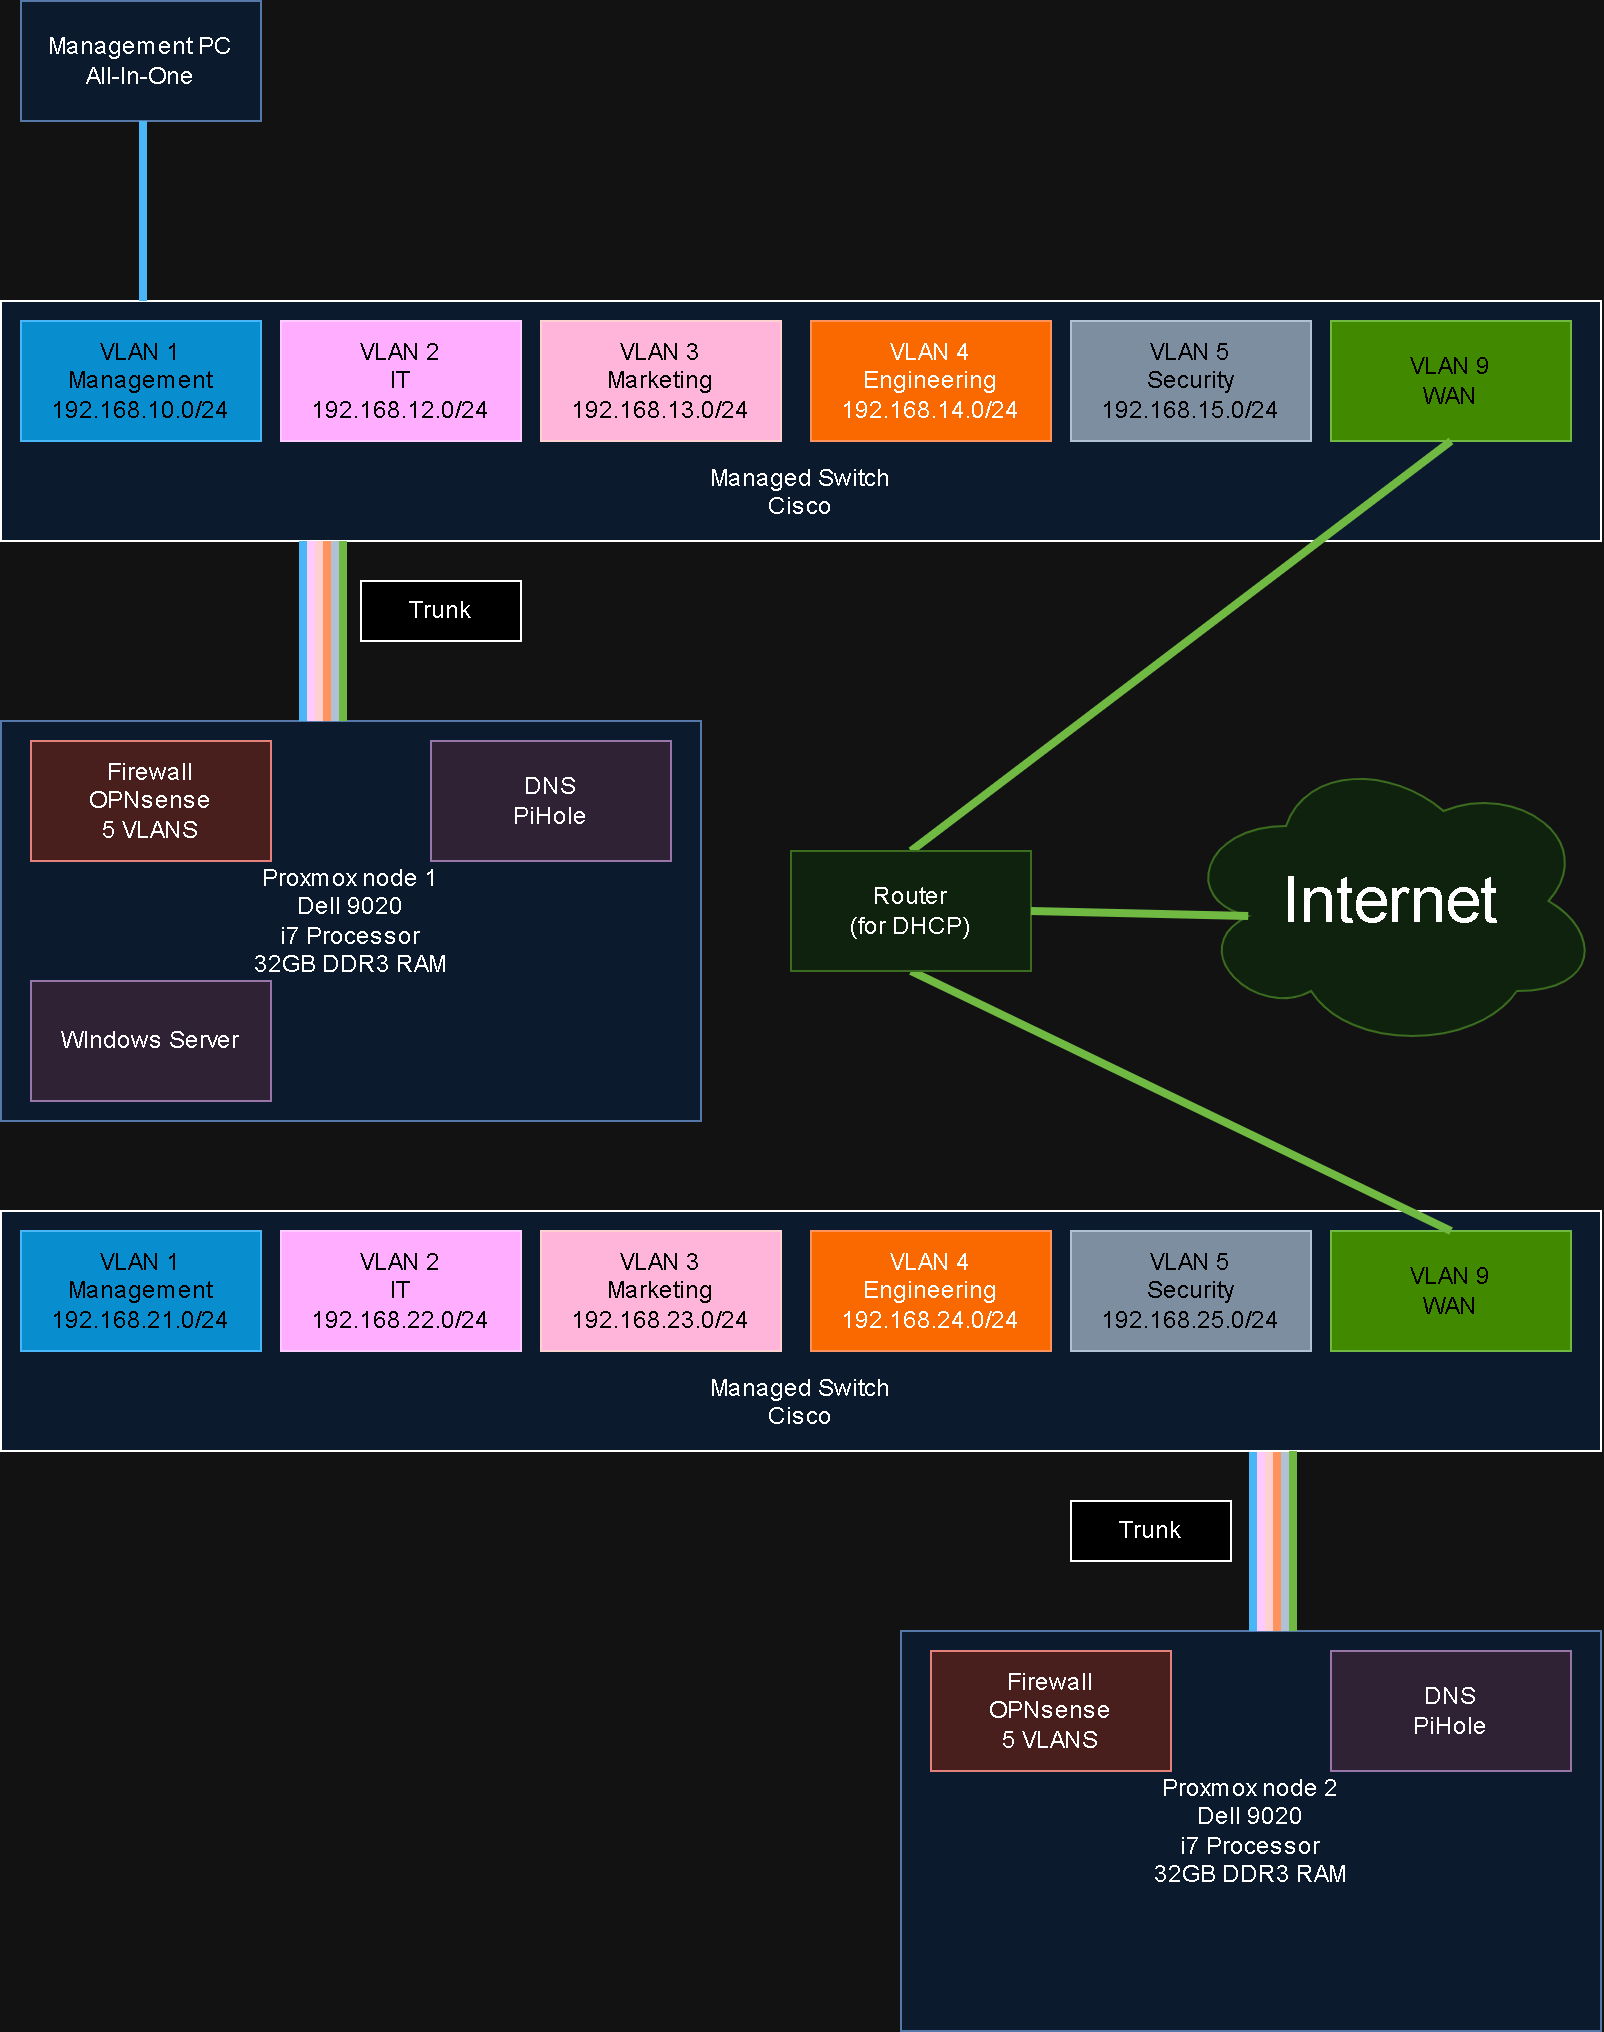 Management PC
All-In-One
VLAN 1
Management
192.168.10.0/24
VLAN 2
IT
192.168.12.0/24
VLAN 3
Marketing
192.168.13.0/24
VLAN 4
Engineering
192.168.14.0/24
VLAN 5
Security
192.168.15.0/24
VLAN 9
WAN
Managed Switch
Cisco
Trunk
Firewall
OPNsense
5 VLANS
DNS
PiHole
Proxmox node 1
Dell 9020
i7 Processor
32GB DDR3 RAM
WIndows Server
Router
(for DHCP)
Internet
VLAN 1
Management
192.168.21.0/24
VLAN 2
IT
192.168.22.0/24
VLAN 3
Marketing
192.168.23.0/24
VLAN 4
Engineering
192.168.24.0/24
VLAN 5
Security
192.168.25.0/24
VLAN 9
WAN
Managed Switch
Cisco
Trunk
Firewall
OPNsense
5 VLANS
DNS
PiHole
Proxmox node 2
Dell 9020
i7 Processor
32GB DDR3 RAM